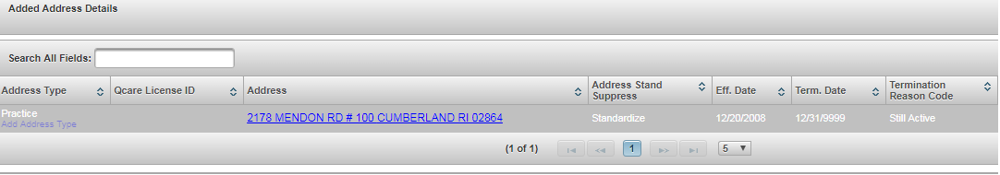 Added Address Details
Search All Fields:
Address Type
Qcare License ID
Address
Address Stand
Suppress
Eff. Date
Term. Date
Termination
Reason Code
Practice
Add Address Type
2178 MENDON RD # 100 CUMBERLAND RI 02864
Standardize
12/20/2008
12/31/9999
Still Active
(1 of 1)
1
5